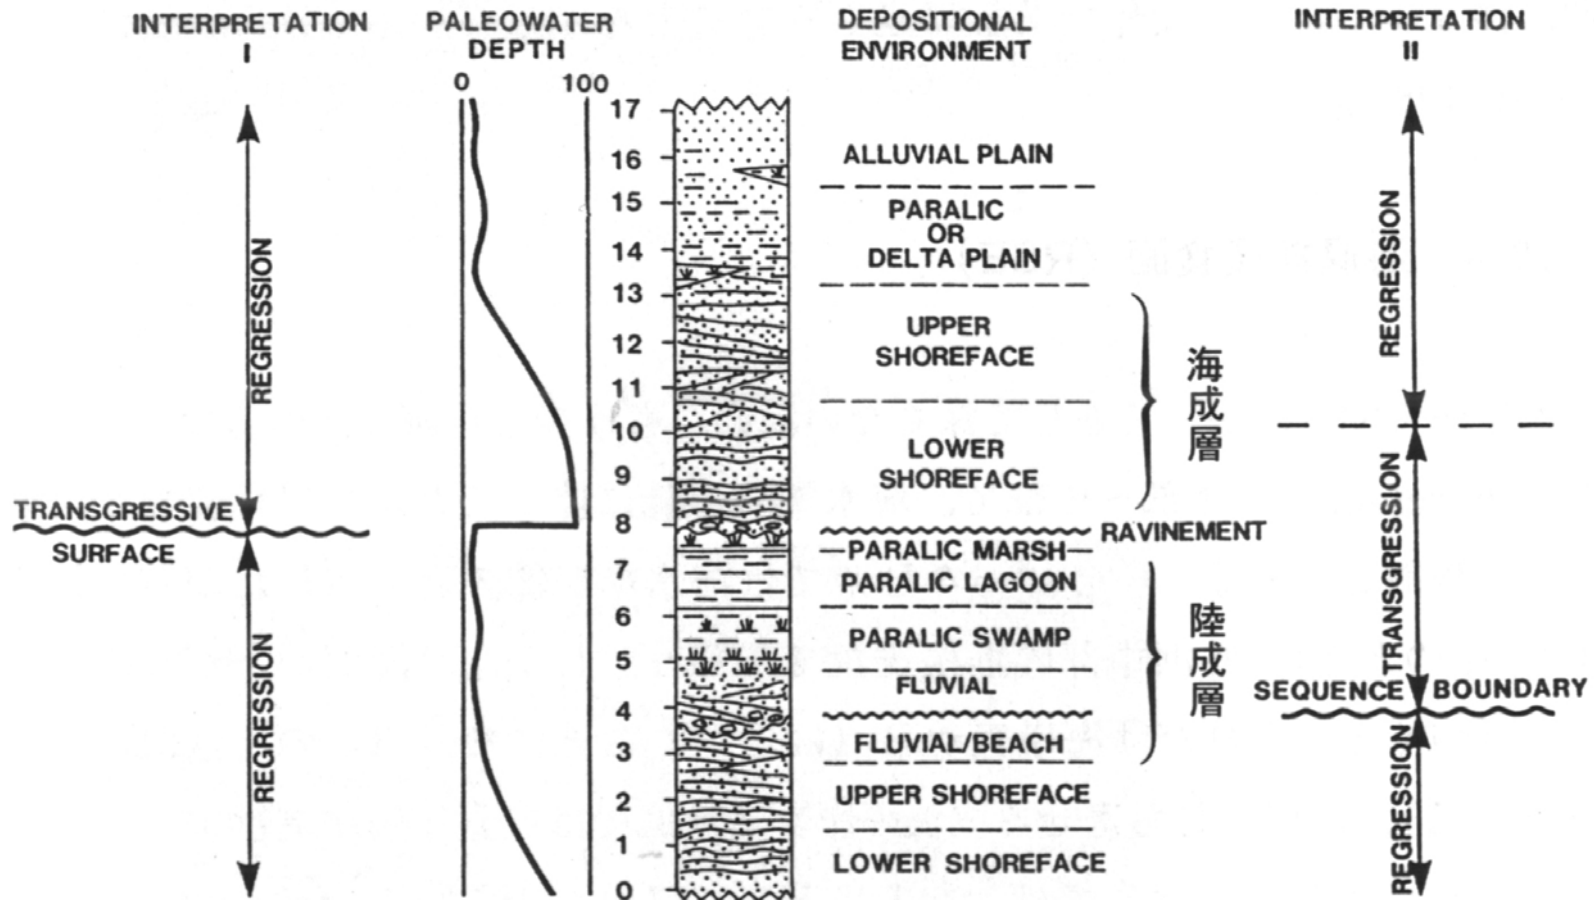 INTERPRETATION
I
PALEOWATER
DEPTH
0 100
DEPOSITIONAL
ENVIRONMENT
INTERPRETATION
II
REGRESSION
TRANSGRESSIVE
SURFACE
REGRESSION
17
16
15
14
13
12
11
10
9
8
7
6
5
4
3
2
1
0
ALLUVIAL PLAIN
PARALIC
OR
DELTA PLAIN
UPPER
SHOREFACE
LOWER
SHOREFACE
RAVINEMENT
PARALIC MARSH
PARALIC LAGOON
PARALIC SWAMP
FLUVIAL
FLUVIAL/BEACH
UPPER SHOREFACE
LOWER SHOREFACE
海成層
陸成層
REGRESSION
TRANSGRESSION
SEQUENCE BOUNDARY
REGRESSION